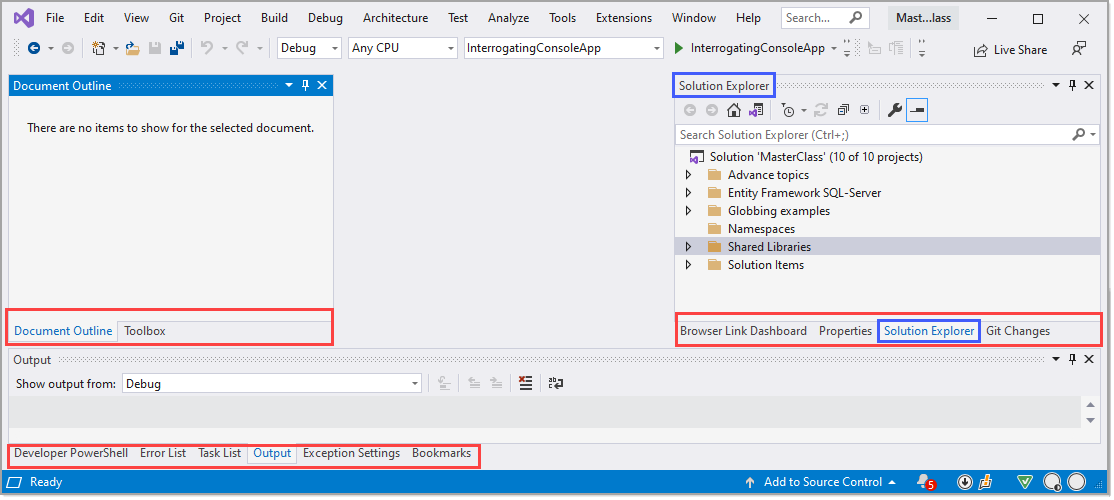 File Edit View Git Project Build Debug Architecture Test Analyze Tools Extensions Window Help Search... Mast...lass
Debug Any CPU InterrogatingConsoleApp InterrogatingConsoleApp Live Share
Document Outline
There are no items to show for the selected document.
Document Outline Toolbox
Solution Explorer
Search Solution Explorer (Ctrl+;)
Solution 'MasterClass' (10 of 10 projects)
Advance topics
Entity Framework SQL-Server
Globbing examples
Namespaces
Shared Libraries
Solution Items
Browser Link Dashboard Properties Solution Explorer Git Changes
Output
Show output from: Debug
Developer PowerShell Error List Task List Output Exception Settings Bookmarks
Ready Add to Source Control 5